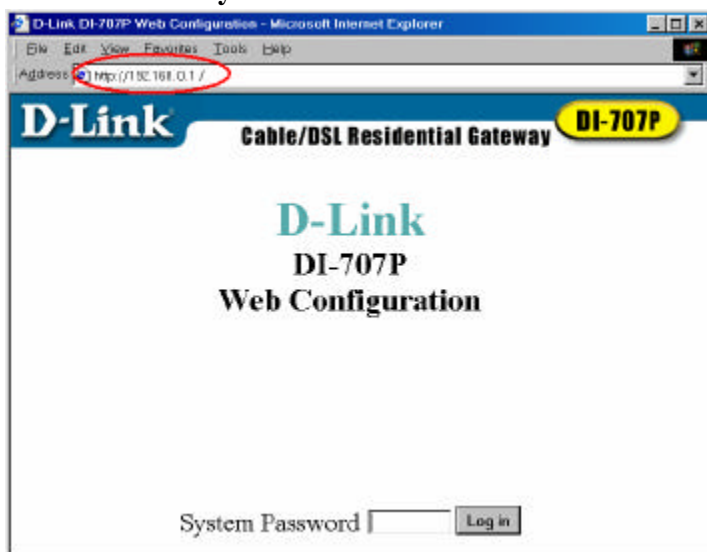 D-Link DI-707P Web Configuration - Microsoft Internet Explorer
File Edit View Favorites Tools Help
Address http://192.168.0.1 /
D-Link Cable/DSL Residential Gateway DI-707P
D-Link
DI-707P
Web Configuration
System Password Log in